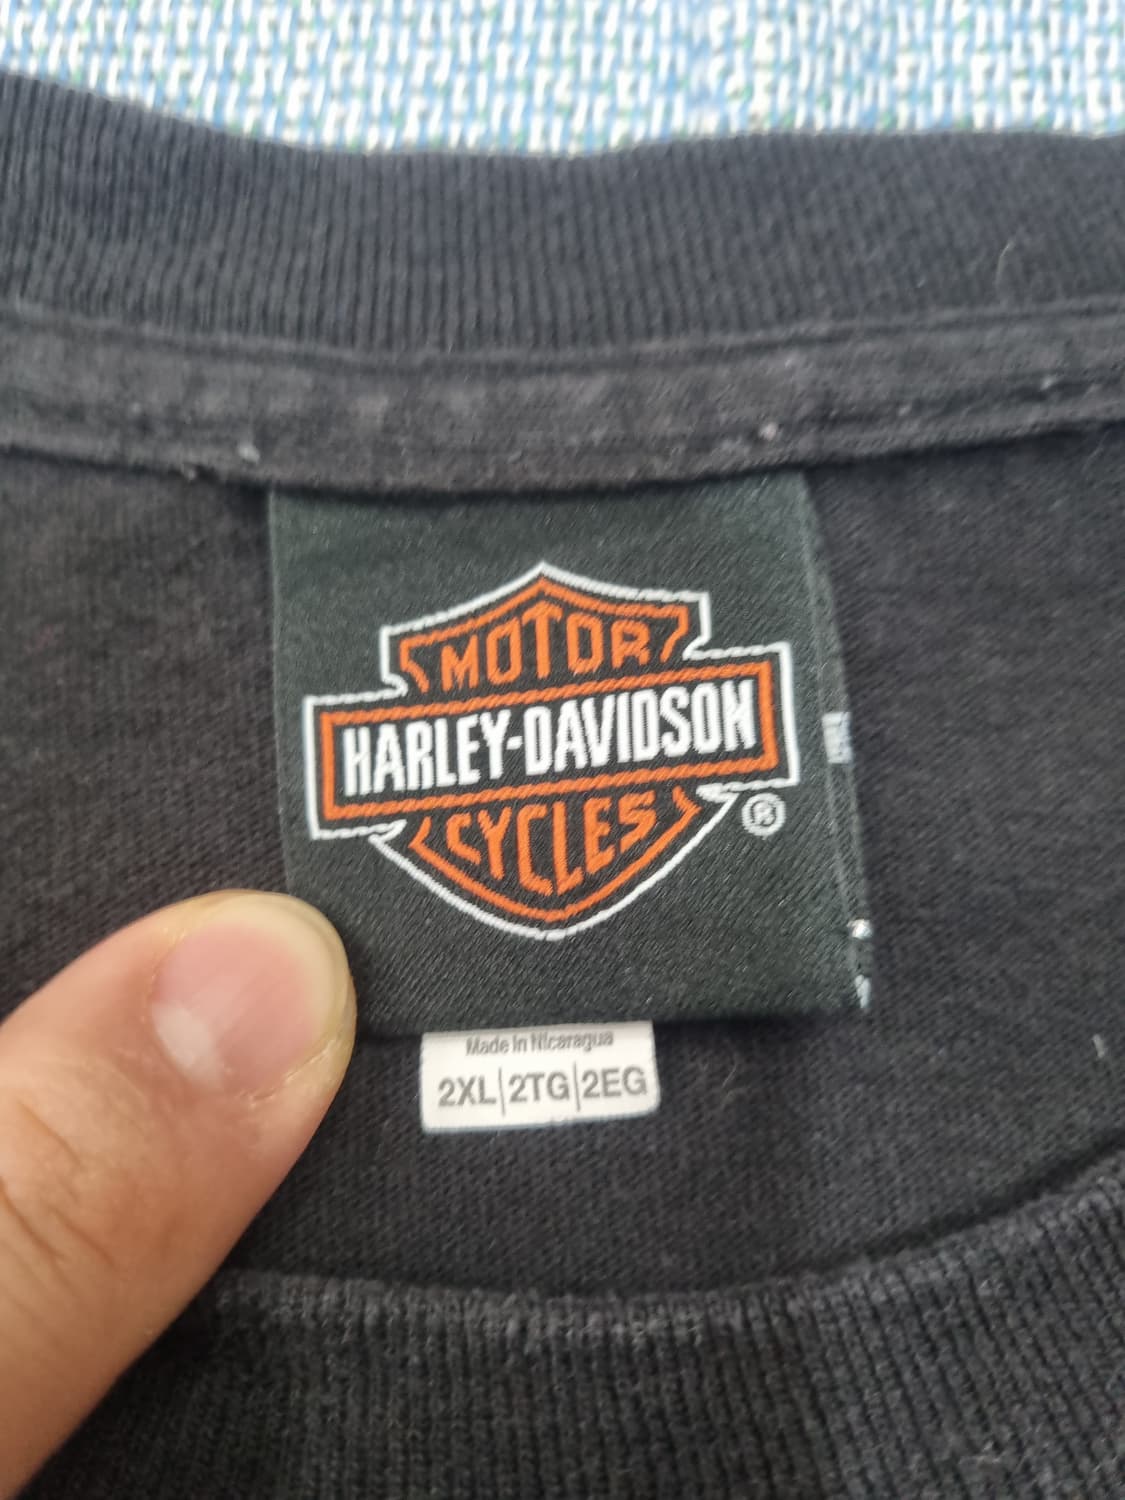 MOTOR
HARLEY-DAVIDSON
CYCLES
®
Made in Nicaragua
2XL|2TG|2EG